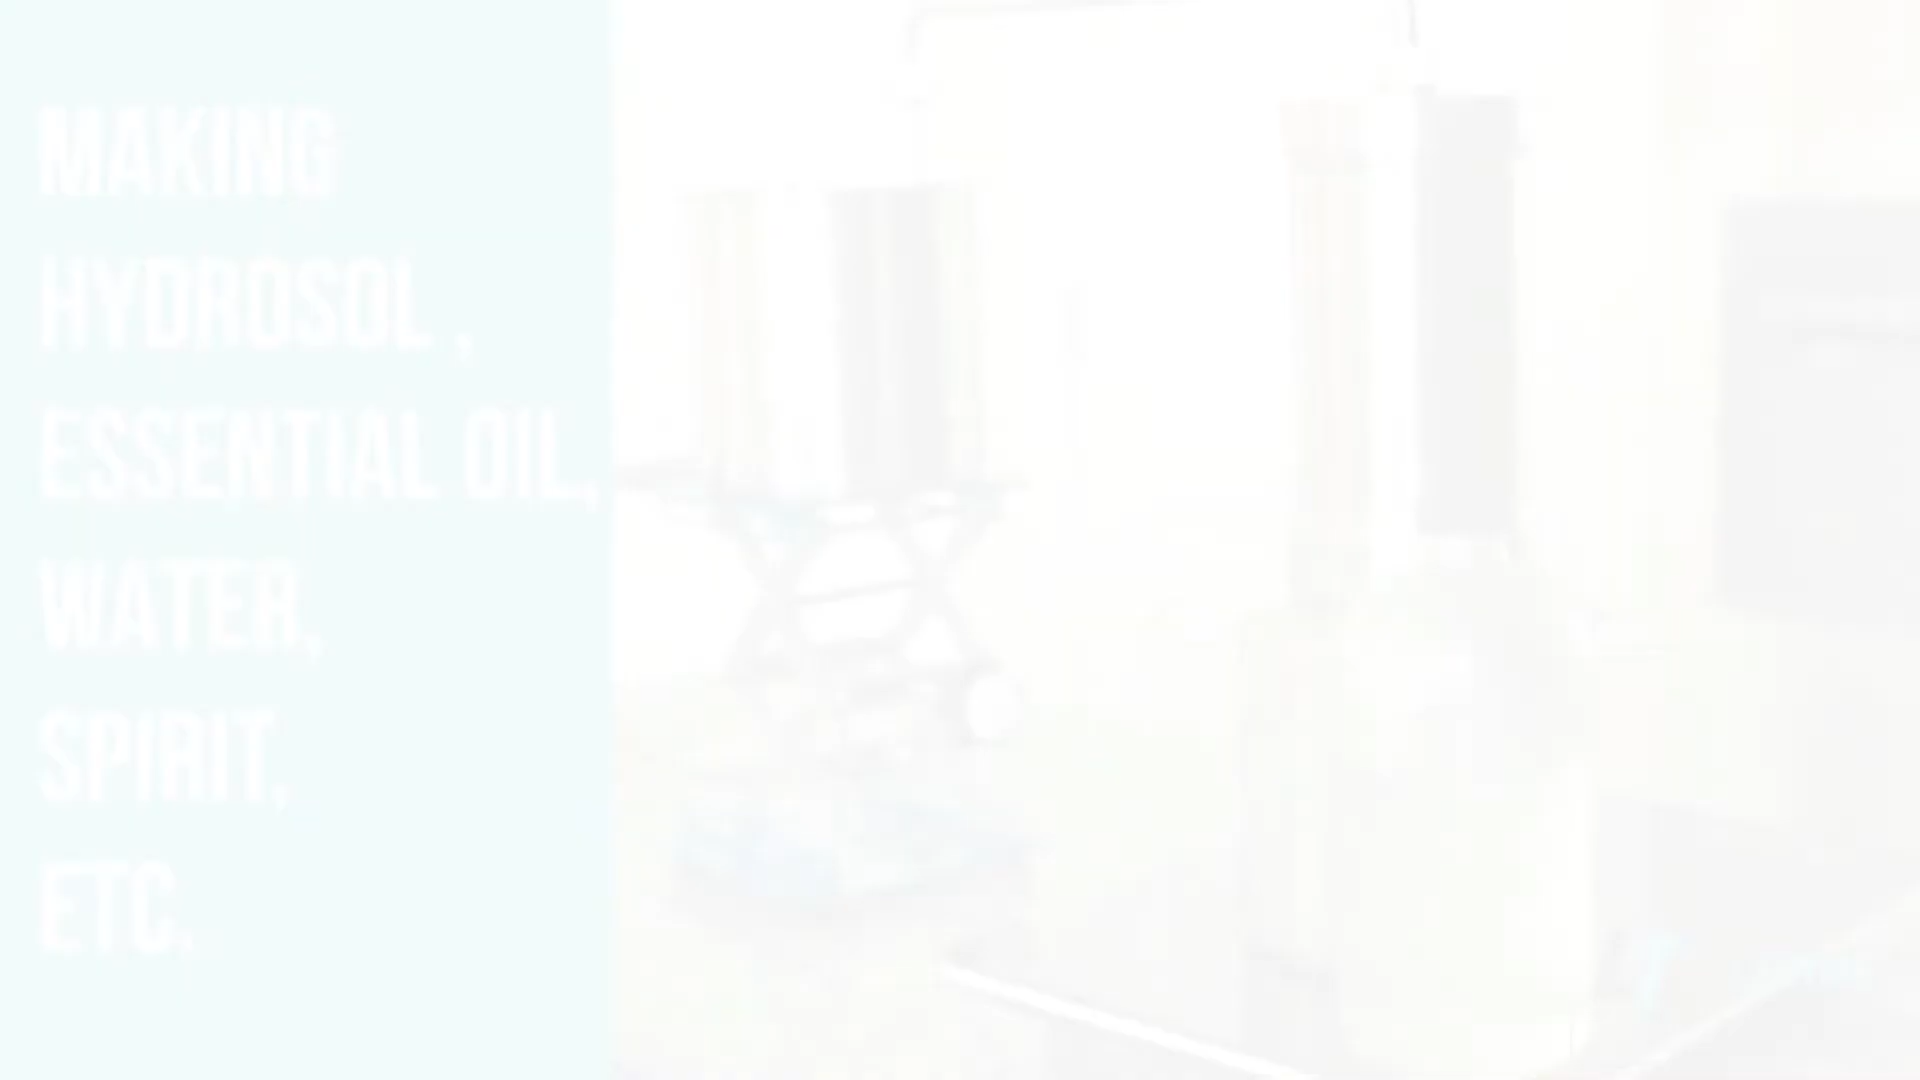 MAKING
HYDROSOL ,
ESSENTIAL OIL,
WATER,
SPIRIT,
ETC.